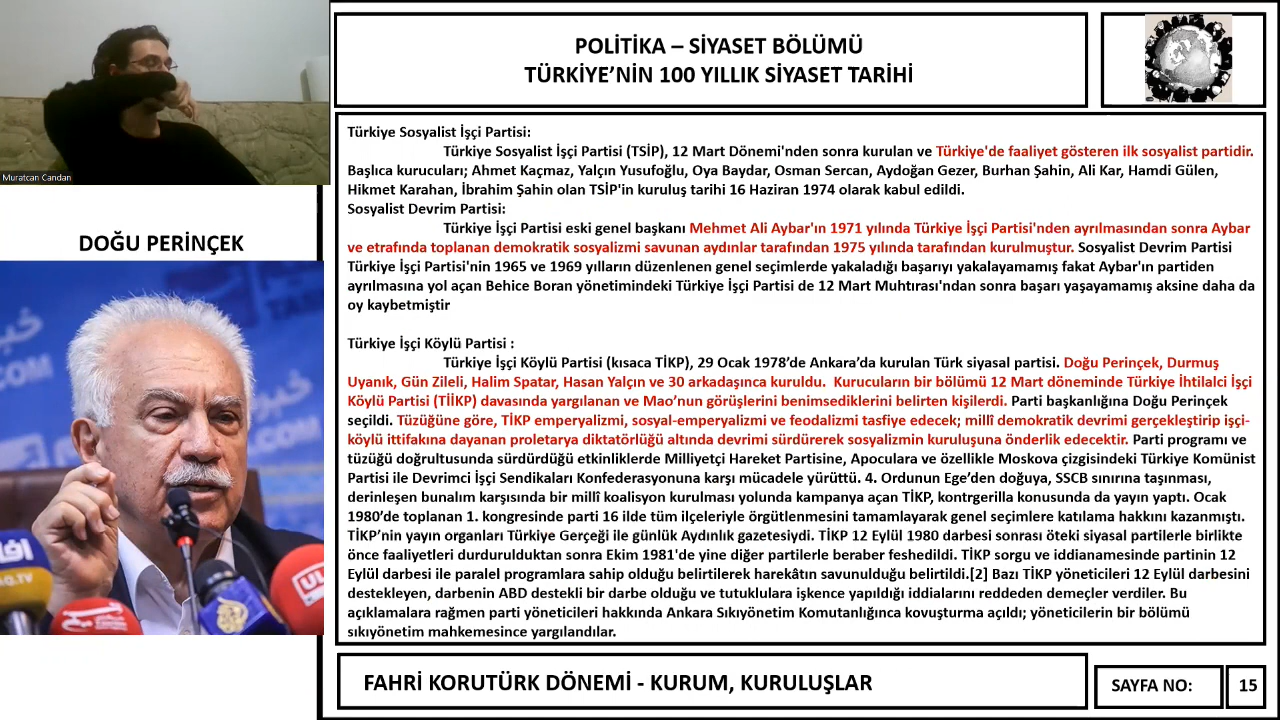 Muratcan Candan
DOĞU PERİNÇEK
POLİTİKA – SİYASET BÖLÜMÜ
TÜRKİYE’NİN 100 YILLIK SİYASET TARİHİ
Türkiye Sosyalist İşçi Partisi:
Türkiye Sosyalist İşçi Partisi (TSİP), 12 Mart Dönemi'nden sonra kurulan ve Türkiye'de faaliyet gösteren ilk sosyalist partidir.
Başlıca kurucuları; Ahmet Kaçmaz, Yalçın Yusufoğlu, Oya Baydar, Osman Sercan, Aydoğan Gezer, Burhan Şahin, Ali Kar, Hamdi Gülen,
Hikmet Karahan, İbrahim Şahin olan TSİP'in kuruluş tarihi 16 Haziran 1974 olarak kabul edildi.
Sosyalist Devrim Partisi:
Türkiye İşçi Partisi eski genel başkanı Mehmet Ali Aybar'ın 1971 yılında Türkiye İşçi Partisi'nden ayrılmasından sonra Aybar
ve etrafında toplanan demokratik sosyalizmi savunan aydınlar tarafından 1975 yılında tarafından kurulmuştur. Sosyalist Devrim Partisi
Türkiye İşçi Partisi'nin 1965 ve 1969 yılların düzenlenen genel seçimlerde yakaladığı başarıyı yakalayamamış fakat Aybar'ın partiden
ayrılmasına yol açan Behice Boran yönetimindeki Türkiye İşçi Partisi de 12 Mart Muhtırası'ndan sonra başarı yaşayamamış aksine daha da
oy kaybetmiştir
Türkiye İşçi Köylü Partisi :
Türkiye İşçi Köylü Partisi (kısaca TİKP), 29 Ocak 1978’de Ankara’da kurulan Türk siyasal partisi. Doğu Perinçek, Durmuş
Uyanık, Gün Zileli, Halim Spatar, Hasan Yalçın ve 30 arkadaşınca kuruldu. Kurucuların bir bölümü 12 Mart döneminde Türkiye İhtilalci İşçi
Köylü Partisi (TİİKP) davasında yargılanan ve Mao’nun görüşlerini benimsediklerini belirten kişilerdi. Parti başkanlığına Doğu Perinçek
seçildi. Tüzüğüne göre, TİKP emperyalizmi, sosyal-emperyalizmi ve feodalizmi tasfiye edecek; millî demokratik devrimi gerçekleştirip işçi-
köylü ittifakına dayanan proletarya diktatörlüğü altında devrimi sürdürerek sosyalizmin kuruluşuna önderlik edecektir. Parti programı ve
tüzüğü doğrultusunda sürdürdüğü etkinliklerde Milliyetçi Hareket Partisine, Apoculara ve özellikle Moskova çizgisindeki Türkiye Komünist
Partisi ile Devrimci İşçi Sendikaları Konfederasyonuna karşı mücadele yürüttü. 4. Ordunun Ege’den doğuya, SSCB sınırına taşınması,
derinleşen bunalım karşısında bir millî koalisyon kurulması yolunda kampanya açan TİKP, kontrgerilla konusunda da yayın yaptı. Ocak
1980’de toplanan 1. kongresinde parti 16 ilde tüm ilçeleriyle örgütlenmesini tamamlayarak genel seçimlere katılama hakkını kazanmıştı.
TİKP’nin yayın organları Türkiye Gerçeği ile günlük Aydınlık gazetesiydi. TİKP 12 Eylül 1980 darbesi sonrası öteki siyasal partilerle birlikte
önce faaliyetleri durdurulduktan sonra Ekim 1981'de yine diğer partilerle beraber feshedildi. TİKP sorgu ve iddianamesinde partinin 12
Eylül darbesi ile paralel programlara sahip olduğu belirtilerek harekâtın savunulduğu belirtildi.[2] Bazı TİKP yöneticileri 12 Eylül darbesini
destekleyen, darbenin ABD destekli bir darbe olduğu ve tutuklulara işkence yapıldığı iddialarını reddeden demeçler verdiler. Bu
açıklamalara rağmen parti yöneticileri hakkında Ankara Sıkıyönetim Komutanlığınca kovuşturma açıldı; yöneticilerin bir bölümü
sıkıyönetim mahkemesince yargılandılar.
FAHRİ KORUTÜRK DÖNEMİ - KURUM, KURULUŞLAR
SAYFA NO:
15